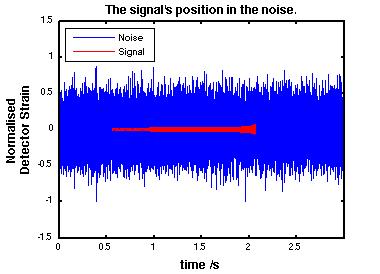 The signal's position in the noise.
1.5
Noise
Signal
1
0.5
0
-0.5
-1
-1.5
Normalised
Detector Strain
0 0.5 1 1.5 2 2.5
time /s